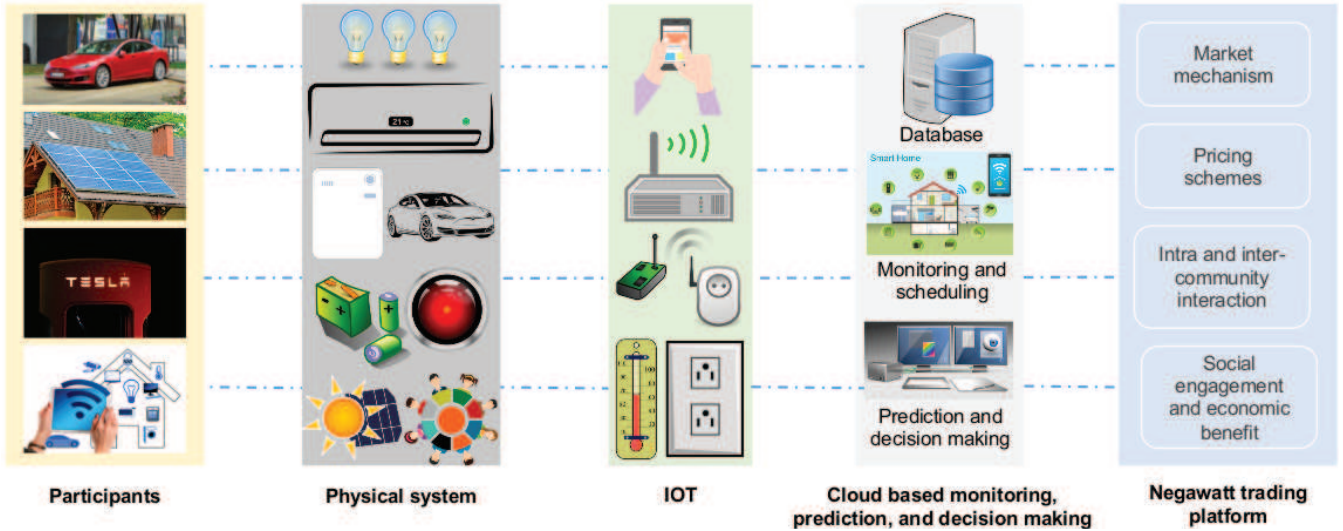 TESLA
21 °C
Database
Smart Home
Monitoring and
scheduling
Prediction and
decision making
100
Market
mechanism
Pricing
schemes
Intra and inter-
community
interaction
Social
engagement
and economic
benefit
Participants
Physical system
IOT
Cloud based monitoring,
prediction, and decision making
Negawatt trading
platform